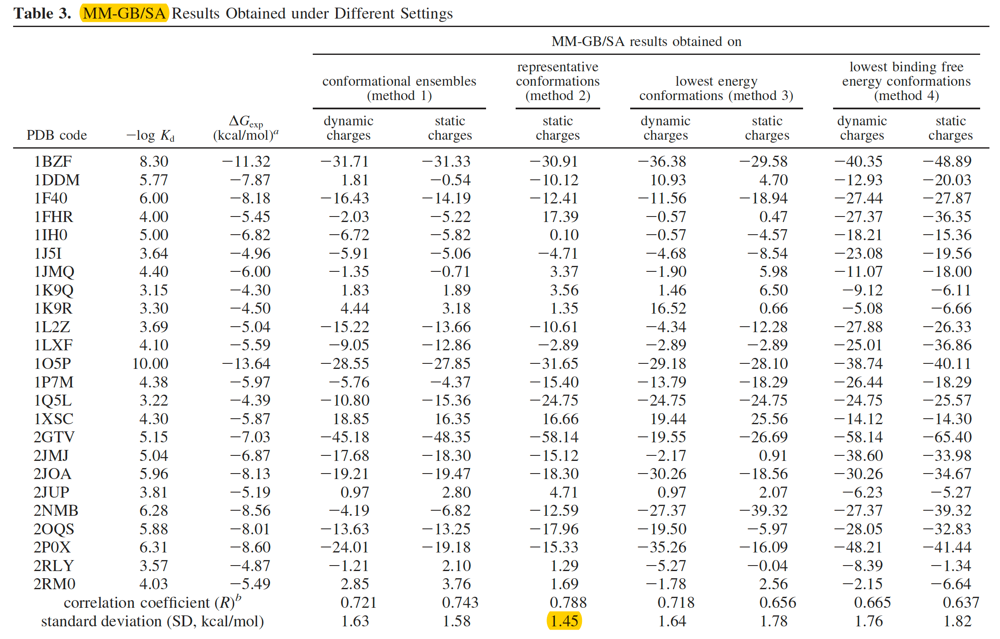 Table 3. MM-GB/SA Results Obtained under Different Settings
MM-GB/SA results obtained on
conformational ensembles (method 1) representative conformations (method 2) lowest energy conformations (method 3) lowest binding free energy conformations (method 4)
PDB code −log Kd ΔGexp (kcal/mol)a dynamic charges static charges static charges dynamic charges static charges dynamic charges static charges
1BZF 8.30 −11.32 −31.71 −31.33 −30.91 −36.38 −29.58 −40.35 −48.89
1DDM 5.77 −7.87 1.81 −0.54 −10.12 10.93 4.70 −12.93 −20.03
1F40 6.00 −8.18 −16.43 −14.19 −12.41 −11.56 −18.94 −27.44 −27.87
1FHR 4.00 −5.45 −2.03 −5.22 17.39 −0.57 0.47 −27.37 −36.35
1IH0 5.00 −6.82 −6.72 −5.82 0.10 −0.57 −4.57 −18.21 −15.36
1J5I 3.64 −4.96 −5.91 −5.06 −4.71 −4.68 −8.54 −23.08 −19.56
1JMQ 4.40 −6.00 −1.35 −0.71 3.37 −1.90 5.98 −11.07 −18.00
1K9Q 3.15 −4.30 1.83 1.89 3.56 1.46 6.50 −9.12 −6.11
1K9R 3.30 −4.50 4.44 3.18 1.35 16.52 0.66 −5.08 −6.66
1L2Z 3.69 −5.04 −15.22 −13.66 −10.61 −4.34 −12.28 −27.88 −26.33
1LXF 4.10 −5.59 −9.05 −12.86 −2.89 −2.89 −2.89 −25.01 −36.86
1O5P 10.00 −13.64 −28.55 −27.85 −31.65 −29.18 −28.10 −38.74 −40.11
1P7M 4.38 −5.97 −5.76 −4.37 −15.40 −13.79 −18.29 −26.44 −18.29
1Q5L 3.22 −4.39 −10.80 −15.36 −24.75 −24.75 −24.75 −24.75 −25.57
1XSC 4.30 −5.87 18.85 16.35 16.66 19.44 25.56 −14.12 −14.30
2GTV 5.15 −7.03 −45.18 −48.35 −58.14 −19.55 −26.69 −58.14 −65.40
2JMJ 5.04 −6.87 −17.68 −18.30 −15.12 −2.17 0.91 −38.60 −33.98
2JOA 5.96 −8.13 −19.21 −19.47 −18.30 −30.26 −18.56 −30.26 −34.67
2JUP 3.81 −5.19 0.97 2.80 4.71 0.97 2.07 −6.23 −5.27
2NMB 6.28 −8.56 −4.19 −6.82 −12.59 −27.37 −39.32 −27.37 −39.32
2OQS 5.88 −8.01 −13.63 −13.25 −17.96 −19.50 −5.97 −28.05 −32.83
2P0X 6.31 −8.60 −24.01 −19.18 −15.33 −35.26 −16.09 −48.21 −41.44
2RLY 3.57 −4.87 −1.21 2.10 1.29 −5.27 −0.04 −8.39 −1.34
2RM0 4.03 −5.49 2.85 3.76 1.69 −1.78 2.56 −2.15 −6.64
correlation coefficient (R)b 0.721 0.743 0.788 0.718 0.656 0.665 0.637
standard deviation (SD, kcal/mol) 1.63 1.58 1.45 1.64 1.78 1.76 1.82